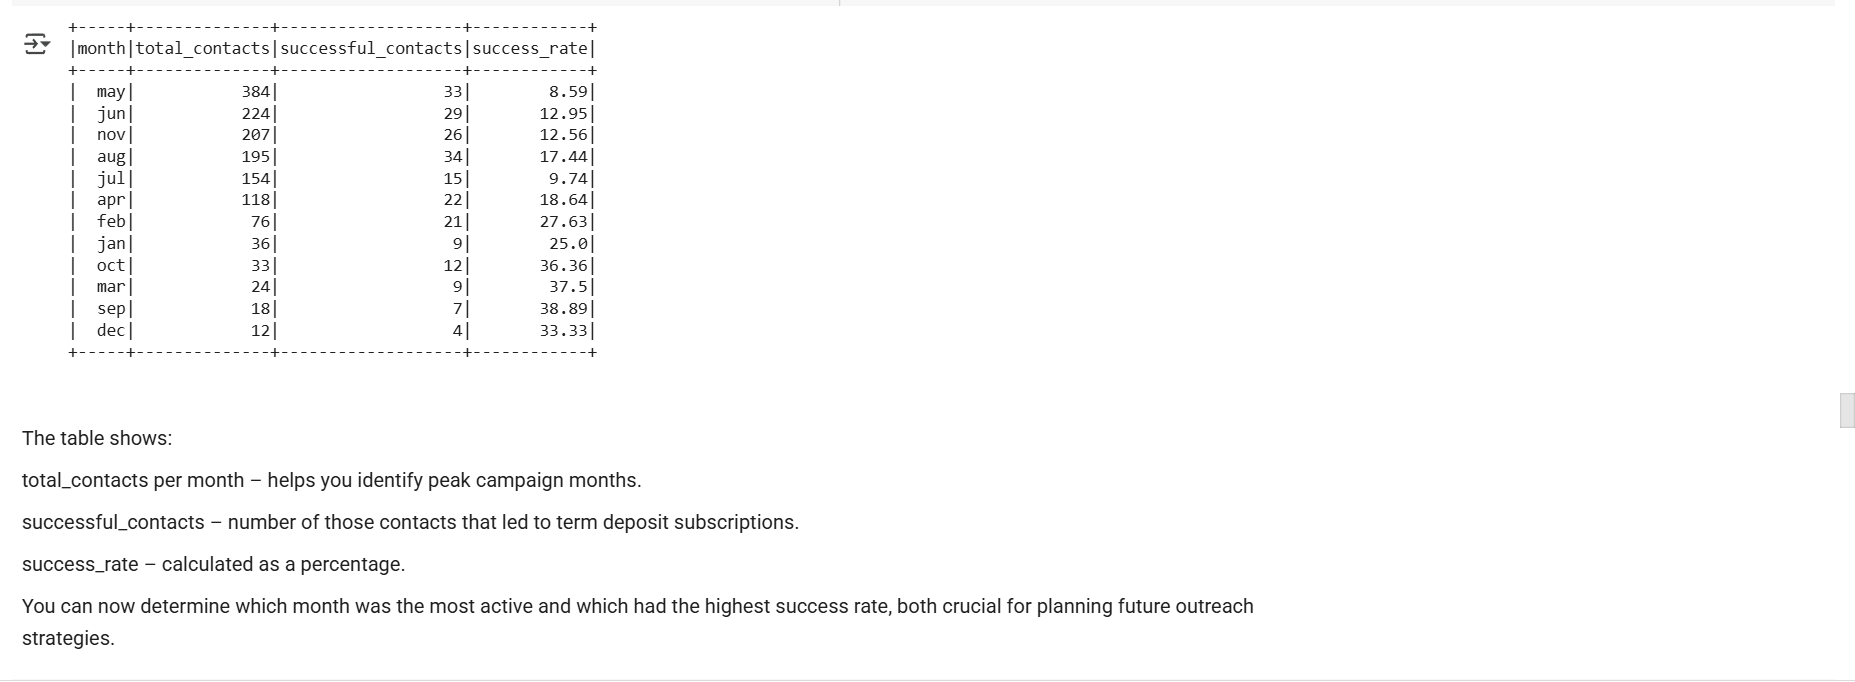 +-----+--------------+-------------------+------------+
|month|total_contacts|successful_contacts|success_rate|
+-----+--------------+-------------------+------------+
|  may|           384|                 33|        8.59|
|  jun|           224|                 29|       12.95|
|  nov|           207|                 26|       12.56|
|  aug|           195|                 34|       17.44|
|  jul|           154|                 15|        9.74|
|  apr|           118|                 22|       18.64|
|  feb|            76|                 21|       27.63|
|  jan|            36|                  9|        25.0|
|  oct|            33|                 12|       36.36|
|  mar|            24|                  9|        37.5|
|  sep|            18|                  7|       38.89|
|  dec|            12|                  4|       33.33|
+-----+--------------+-------------------+------------+
The table shows:
total_contacts per month – helps you identify peak campaign months.
successful_contacts – number of those contacts that led to term deposit subscriptions.
success_rate – calculated as a percentage.
You can now determine which month was the most active and which had the highest success rate, both crucial for planning future outreach
strategies.